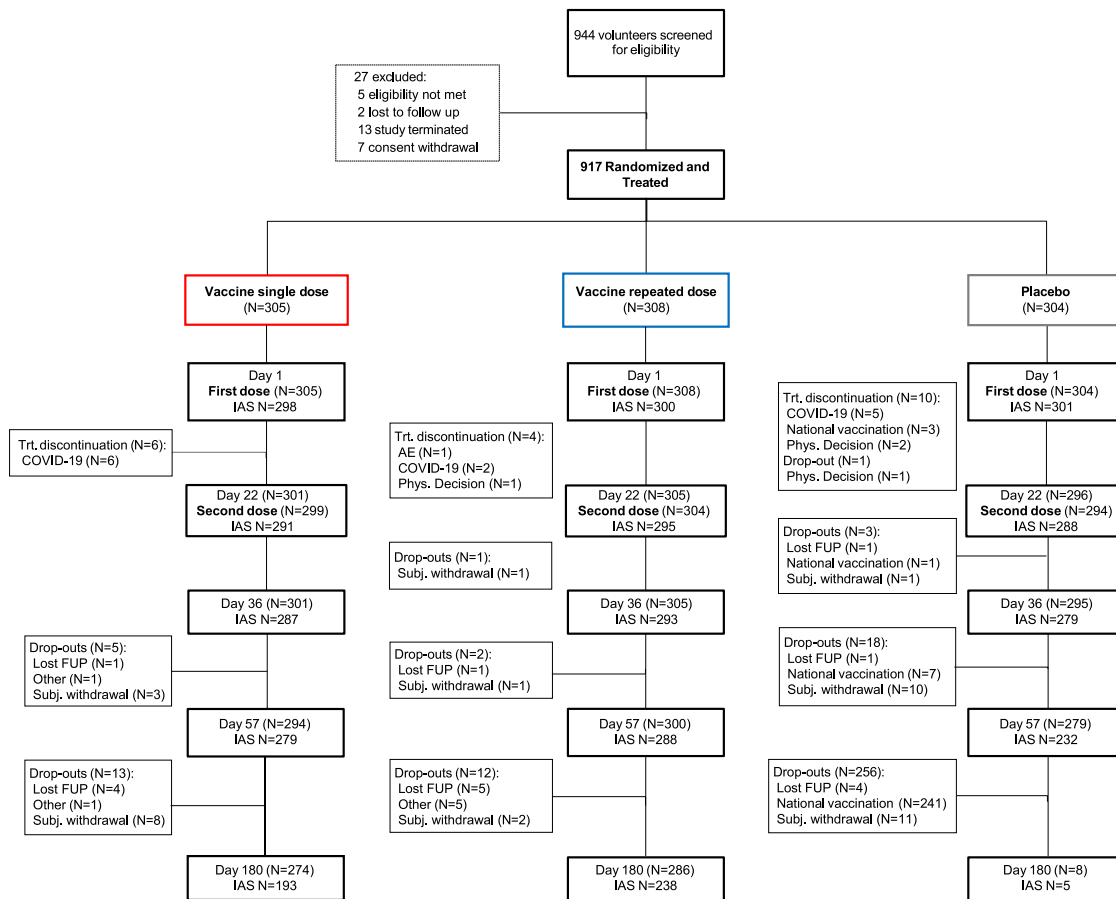 944 volunteers screened
for eligibility
27 excluded:
5 eligibility not met
2 lost to follow up
13 study terminated
7 consent withdrawal
917 Randomized and
Treated
Vaccine single dose
(N=305)
Vaccine repeated dose
(N=308)
Placebo
(N=304)
Day 1
First dose (N=305)
IAS N=298
Day 1
First dose (N=308)
IAS N=300
Day 1
First dose (N=304)
IAS N=301
Trt. discontinuation (N=6):
COVID-19 (N=6)
Trt. discontinuation (N=4):
AE (N=1)
COVID-19 (N=2)
Phys. Decision (N=1)
Trt. discontinuation (N=10):
COVID-19 (N=5)
National vaccination (N=3)
Phys. Decision (N=2)
Drop-out (N=1)
Phys. Decision (N=1)
Day 22 (N=301)
Second dose (N=299)
IAS N=291
Day 22 (N=305)
Second dose (N=304)
IAS N=295
Day 22 (N=296)
Second dose (N=294)
IAS N=288
Drop-outs (N=1):
Subj. withdrawal (N=1)
Drop-outs (N=3):
Lost FUP (N=1)
National vaccination (N=1)
Subj. withdrawal (N=1)
Day 36 (N=301)
IAS N=287
Day 36 (N=305)
IAS N=293
Day 36 (N=295)
IAS N=279
Drop-outs (N=5):
Lost FUP (N=1)
Other (N=1)
Subj. withdrawal (N=3)
Drop-outs (N=2):
Lost FUP (N=1)
Subj. withdrawal (N=1)
Drop-outs (N=18):
Lost FUP (N=1)
National vaccination (N=7)
Subj. withdrawal (N=10)
Day 57 (N=294)
IAS N=279
Day 57 (N=300)
IAS N=288
Day 57 (N=279)
IAS N=232
Drop-outs (N=13):
Lost FUP (N=4)
Other (N=1)
Subj. withdrawal (N=8)
Drop-outs (N=12):
Lost FUP (N=5)
Other (N=5)
Subj. withdrawal (N=2)
Drop-outs (N=256):
Lost FUP (N=4)
National vaccination (N=241)
Subj. withdrawal (N=11)
Day 180 (N=274)
IAS N=193
Day 180 (N=286)
IAS N=238
Day 180 (N=8)
IAS N=5